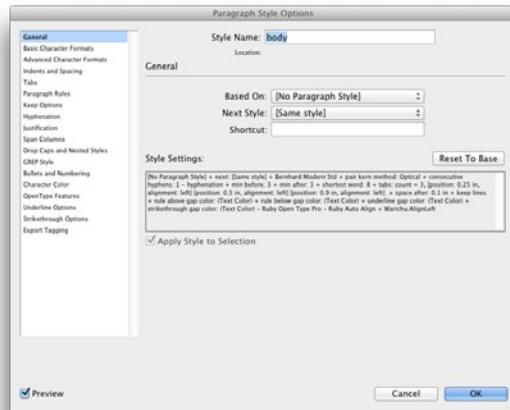 Paragraph Style Options
General
Basic Character Formats
Advanced Character Formats
Indents and Spacing
Tabs
Paragraph Rules
Keep Options
Hyphenation
Justification
Span Columns
Drop Caps and Nested Styles
GREP Style
Bullets and Numbering
Character Color
OpenType Features
Underline Options
Strikethrough Options
Export Tagging
Style Name: body
Location:
General
Based On: [No Paragraph Style]
Next Style: [Same style]
Shortcut:
Style Settings:
Reset To Base
[No Paragraph Style] + next: [Same style] + Bernhard Modern Std + pair kern method: Optical + consecutive
hyphens: 1 - hyphenation + min before: 3 + min after: 3 + shortest word: 8 + tabs: count = 3, [position: 0.25 in,
alignment: left] [position: 0.5 in, alignment: left] [position: 0.9 in, alignment: left] + space after: 0.1 in + keep lines
+ rule above gap color: (Text Color) + rule below gap color: (Text Color) + underline gap color: (Text Color) +
strikethrough gap color: (Text Color) - Ruby Open Type Pro - Ruby Auto Align + Warichu:AlignLeft
Apply Style to Selection
Preview
Cancel
OK